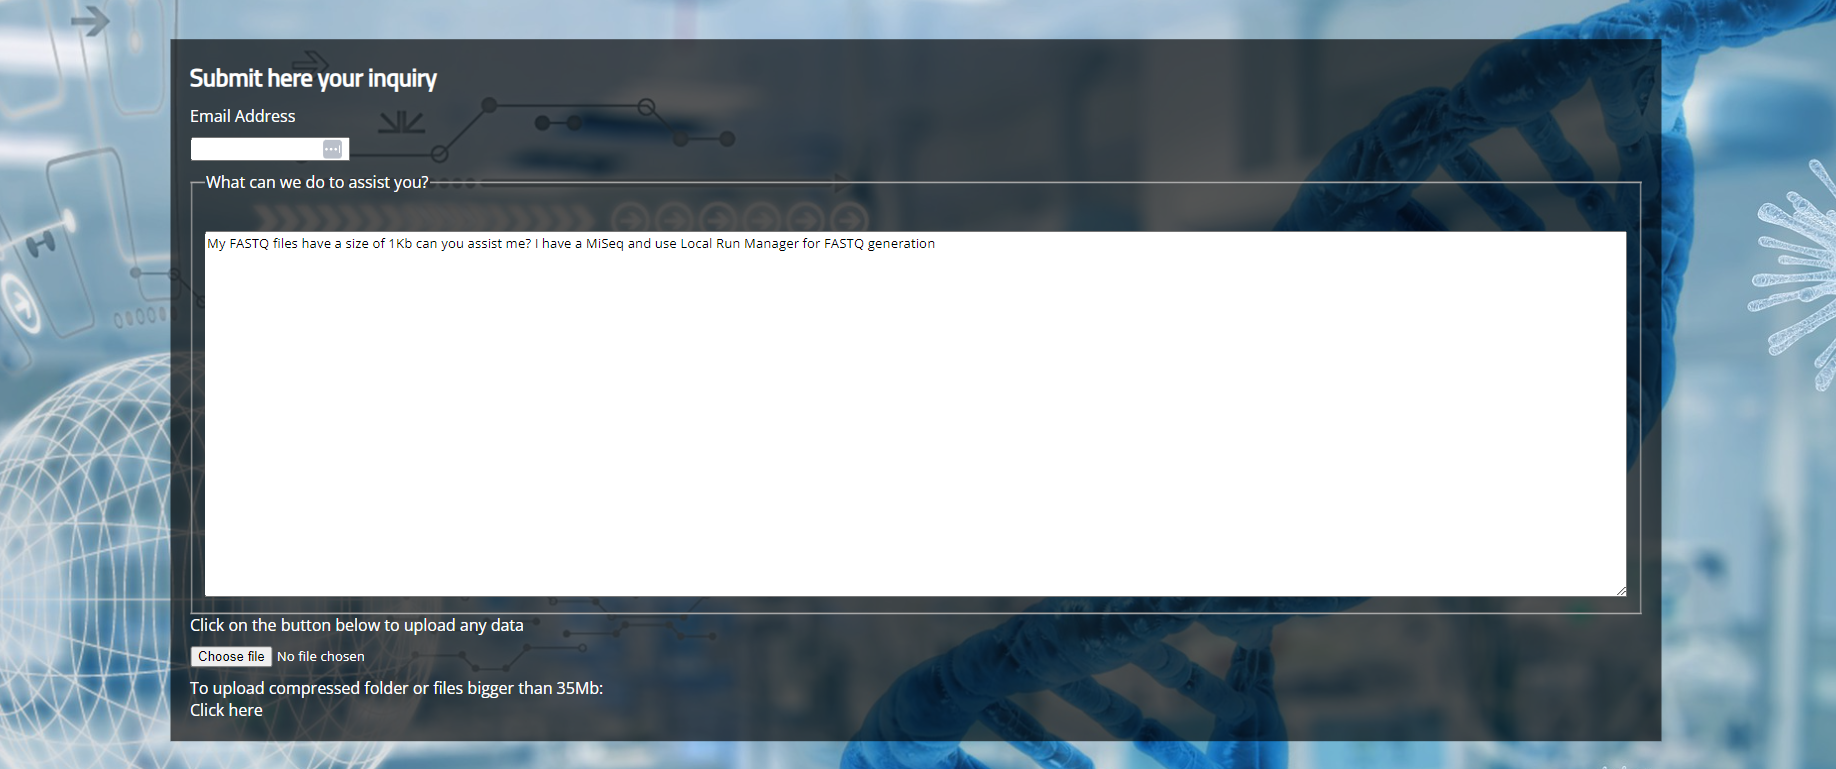 Submit here your inquiry
Email Address
What can we do to assist you?
My FASTQ files have a size of 1Kb can you assist me? I have a MiSeq and use Local Run Manager for FASTQ generation
Click on the button below to upload any data
Choose file No file chosen
To upload compressed folder or files bigger than 35Mb:
Click here